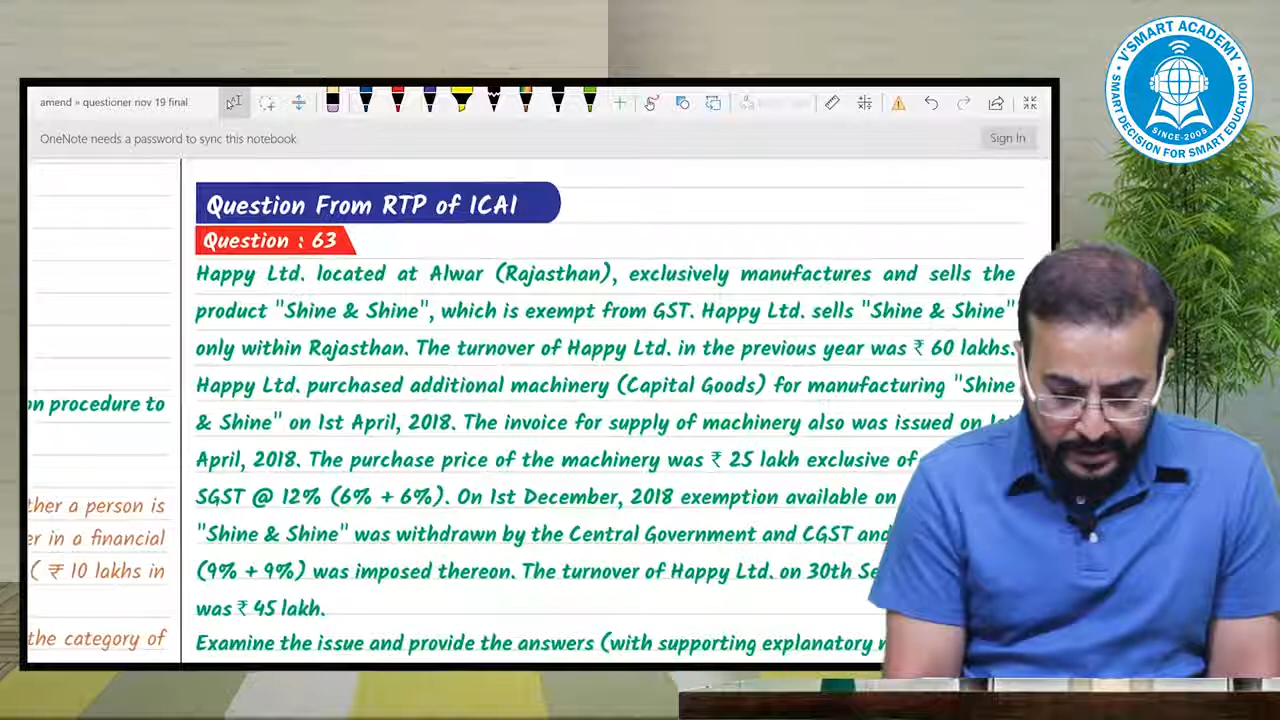 V'SMART ACADEMY
SINCE-2005
SMART DECISION FOR SMART EDUCATION
amend » questioner nov 19 final
OneNote needs a password to sync this notebook
Sign In
on procedure to
ther a person is
er in a financial
( ₹ 10 lakhs in
the category of
Question From RTP of ICAI
Question : 63
Happy Ltd. located at Alwar (Rajasthan), exclusively manufactures and sells the
product "Shine & Shine", which is exempt from GST. Happy Ltd. sells "Shine & Shine"
only within Rajasthan. The turnover of Happy Ltd. in the previous year was ₹ 60 lakhs.
Happy Ltd. purchased additional machinery (Capital Goods) for manufacturing "Shine
& Shine" on 1st April, 2018. The invoice for supply of machinery also was issued on
April, 2018. The purchase price of the machinery was ₹ 25 lakh exclusive of
SGST @ 12% (6% + 6%). On 1st December, 2018 exemption available on
"Shine & Shine" was withdrawn by the Central Government and CGST and
(9% + 9%) was imposed thereon. The turnover of Happy Ltd. on 30th
was ₹ 45 lakh.
Examine the issue and provide the answers (with supporting explanatory